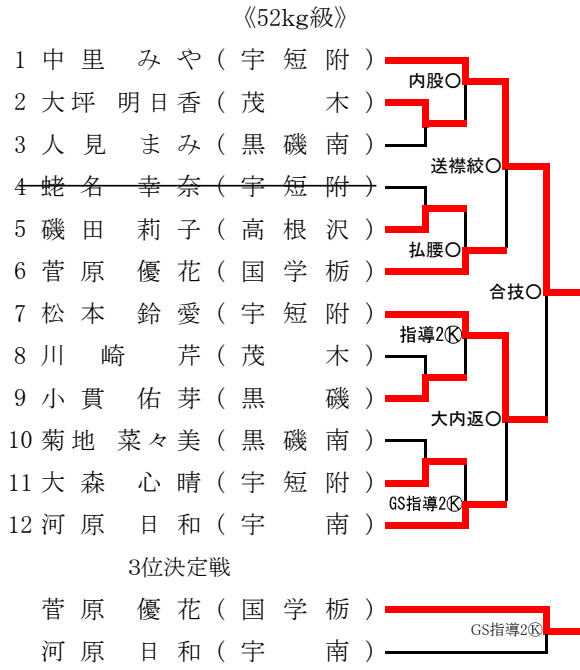 《52kg級》
1 中里 みや(宇短附)
内股〇
2 大坪 明日香(茂木)
3 人見 まみ(黒磯南)
送襟絞〇
4 蛯名 幸奈(宇短附)
5 磯田 莉子(高根沢)
払腰〇
6 菅原 優花(国学栃)
合技〇
7 松本 鈴愛(宇短附)
指導2Ⓚ
8 川崎 芹(茂木)
9 小貫 佑芽(黒磯)
大内返〇
10 菊地 菜々美(黒磯南)
11 大森 心晴(宇短附)
GS指導2Ⓚ
12 河原 日和(宇南)
3位決定戦
菅原 優花(国学栃)
GS指導2Ⓚ
河原 日和(宇南)